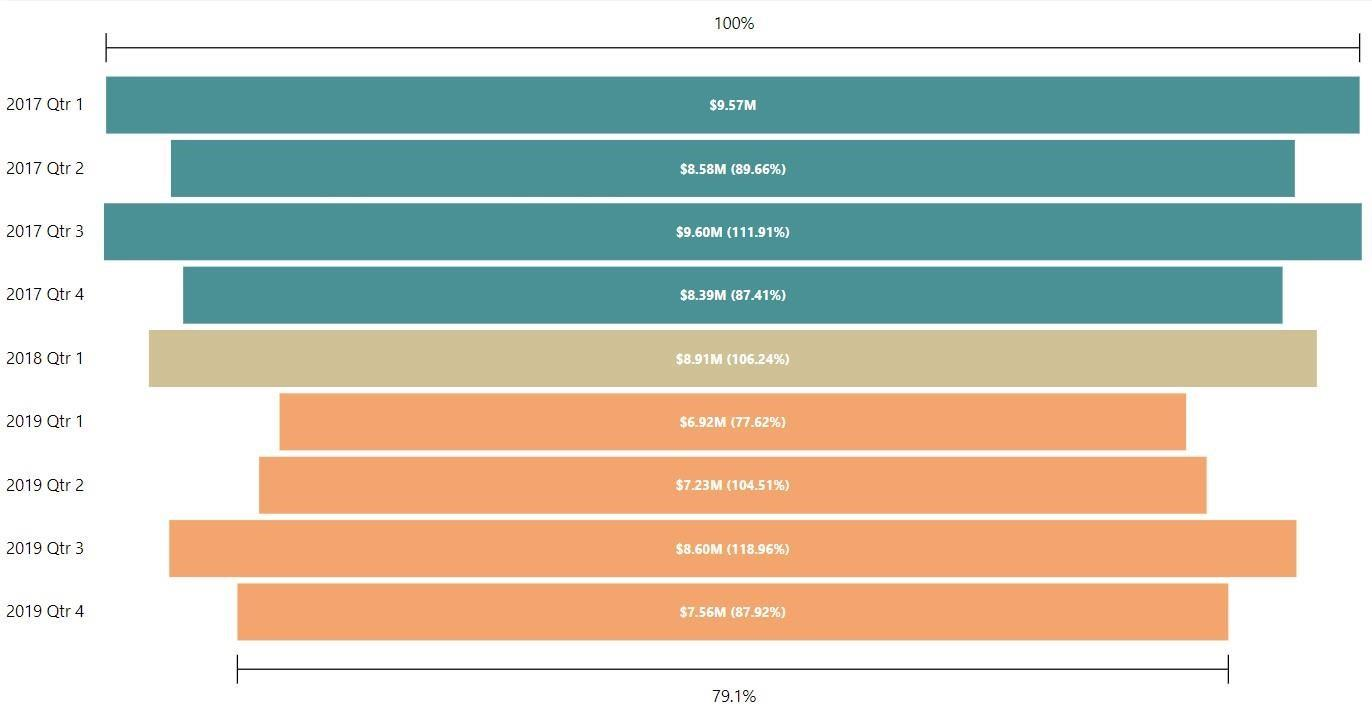 100%
2017 Qtr 1 $9.57M
2017 Qtr 2 $8.58M (89.66%)
2017 Qtr 3 $9.60M (111.91%)
2017 Qtr 4 $8.39M (87.41%)
2018 Qtr 1 $8.91M (106.24%)
2019 Qtr 1 $6.92M (77.62%)
2019 Qtr 2 $7.23M (104.51%)
2019 Qtr 3 $8.60M (118.96%)
2019 Qtr 4 $7.56M (87.92%)
79.1%